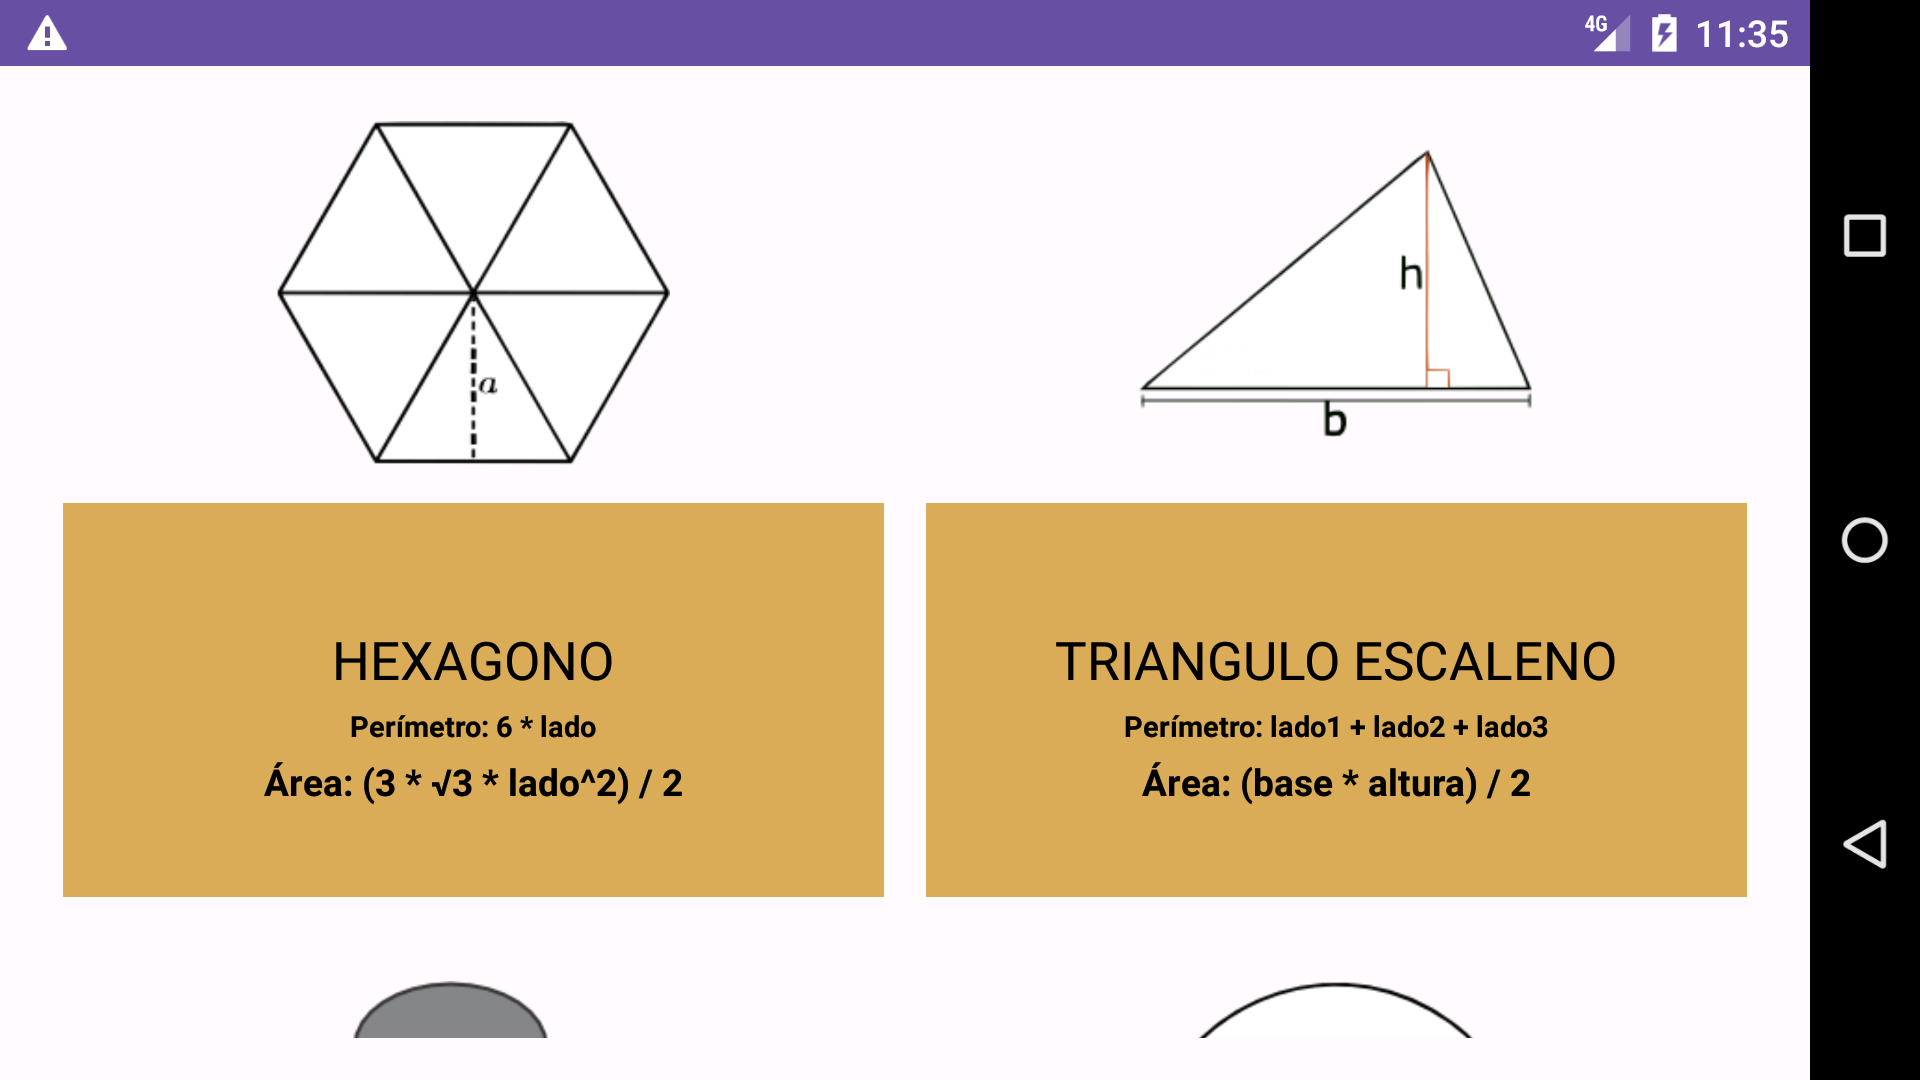 4G 11:35
a
h
b
HEXAGONO
Perímetro: 6 * lado
Área: (3 * √3 * lado^2) / 2
TRIANGULO ESCALENO
Perímetro: lado1 + lado2 + lado3
Área: (base * altura) / 2